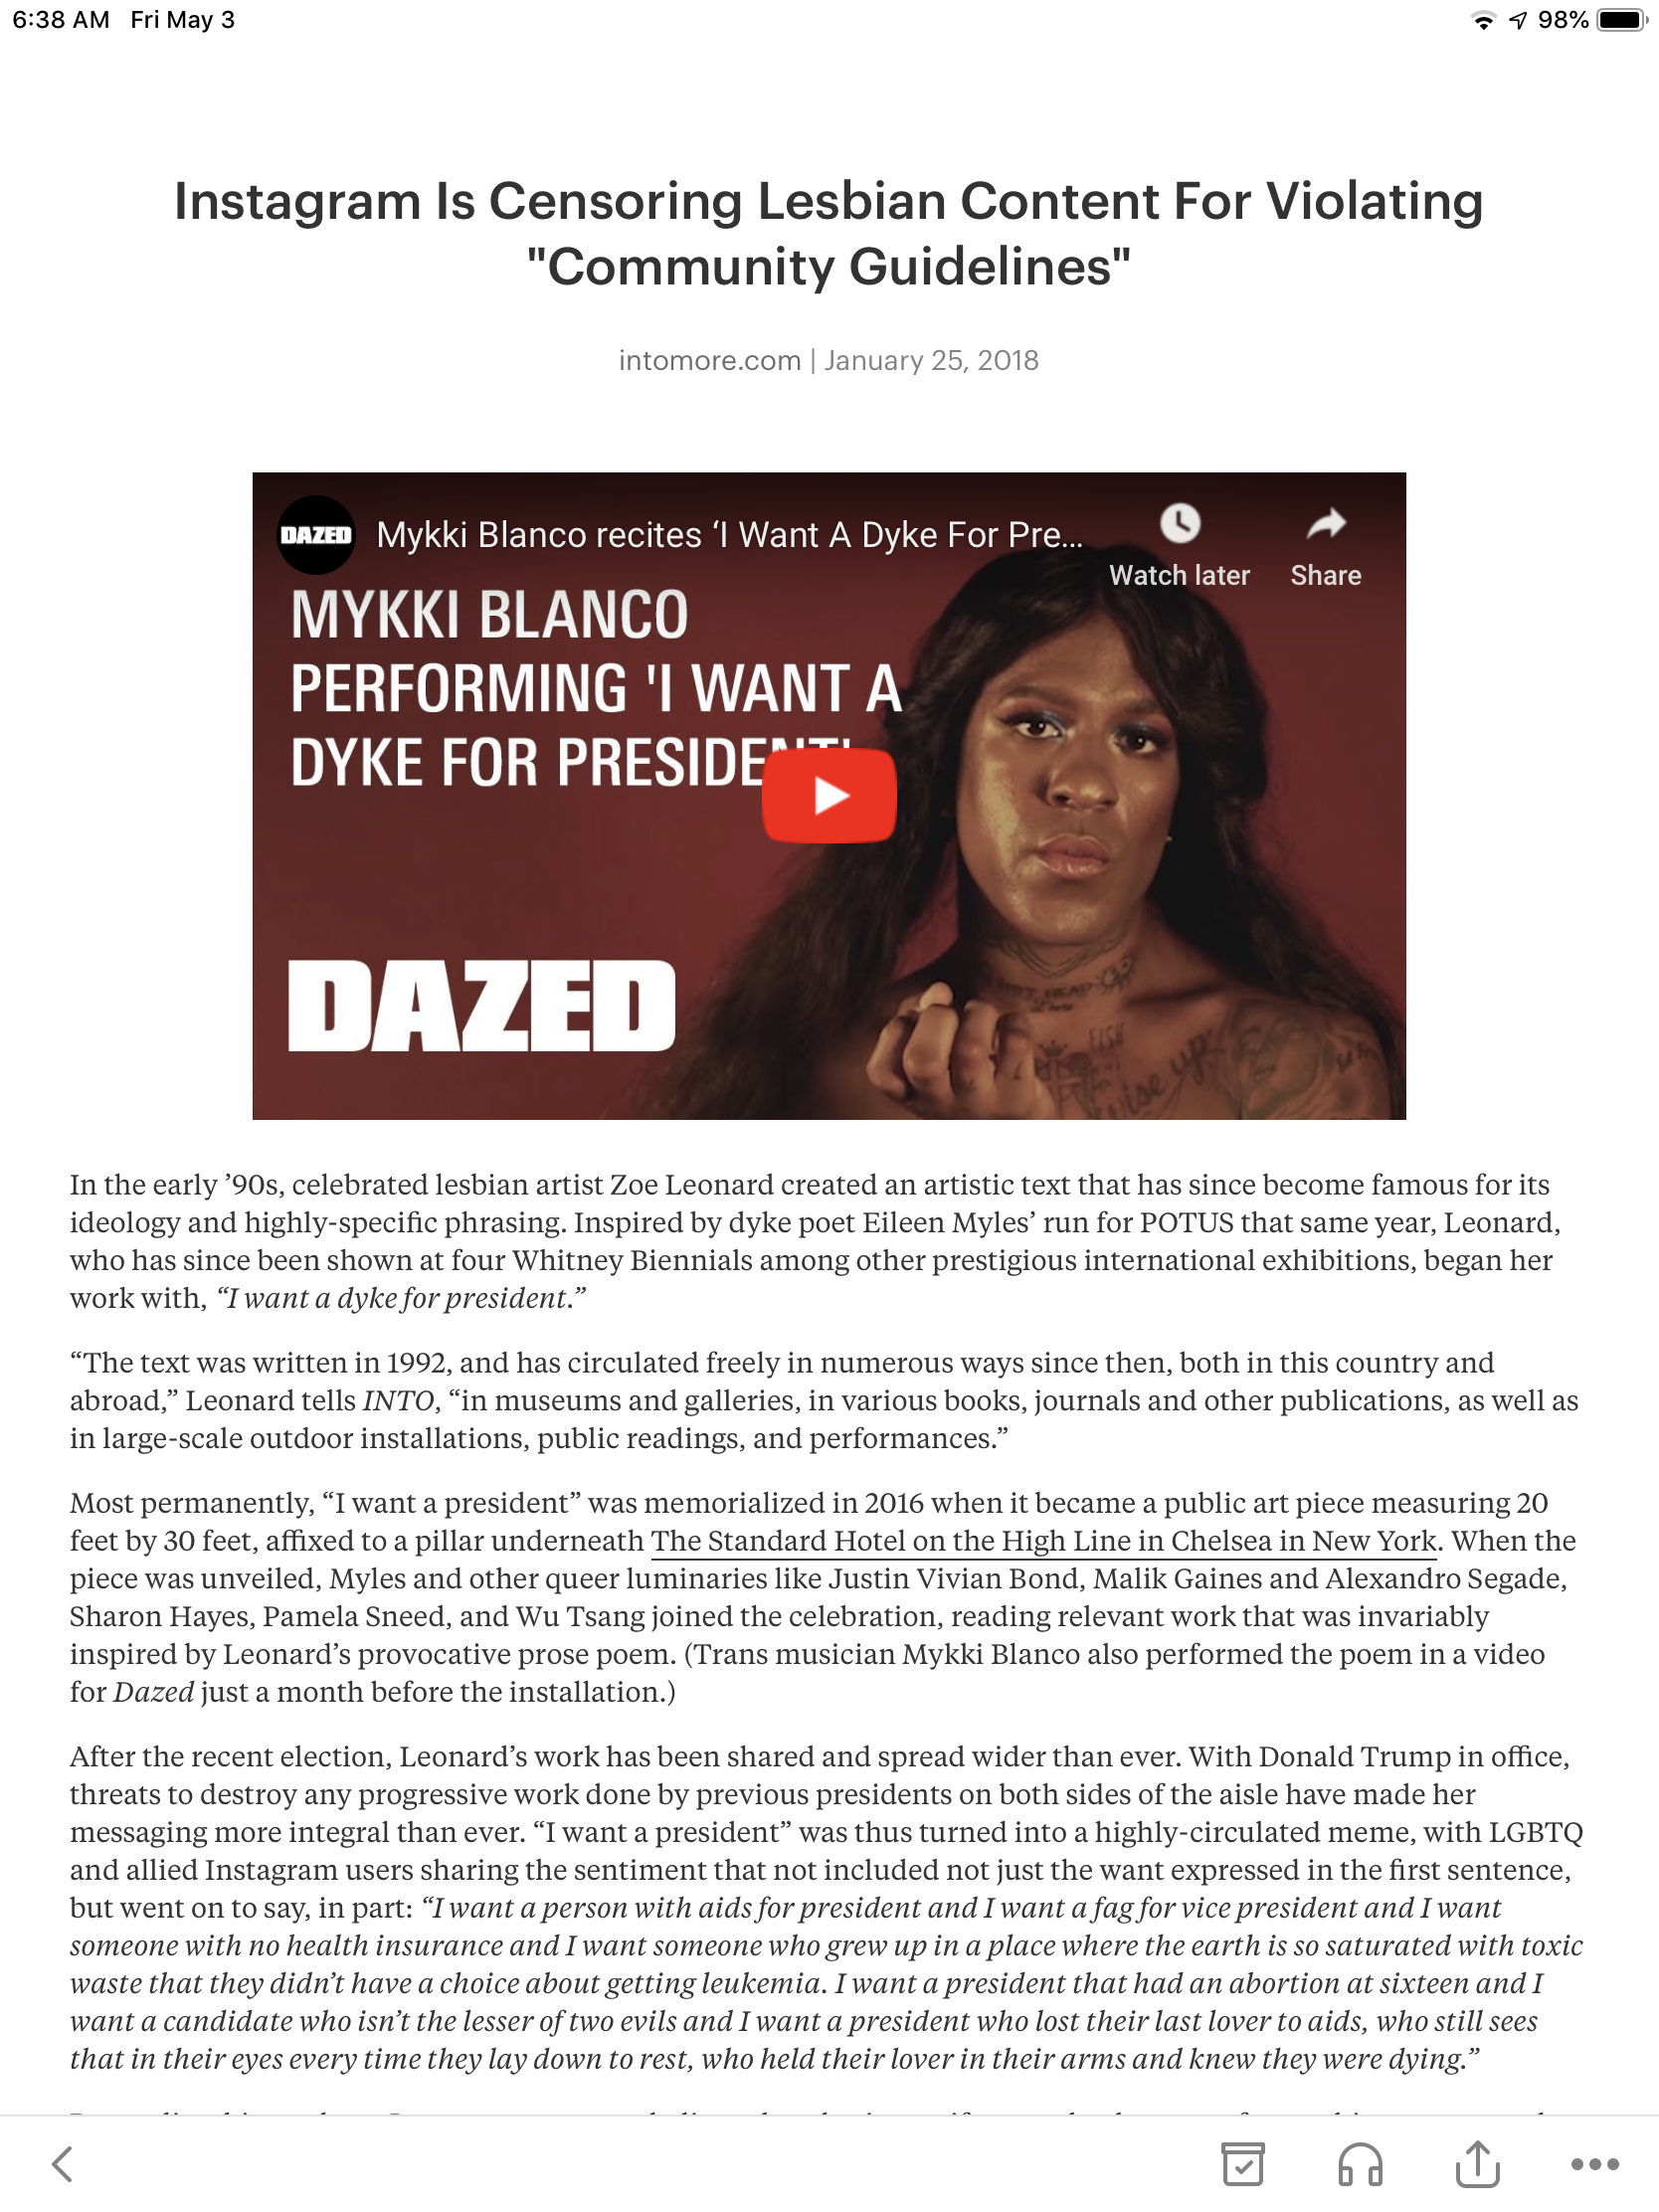 6:38 AM Fri May 3
98%
Instagram Is Censoring Lesbian Content For Violating
"Community Guidelines"
intomore.com | January 25, 2018
DAZED
Mykki Blanco recites ‘I Want A Dyke For Pre...
Watch later
Share
MYKKI BLANCO
PERFORMING 'I WANT A
DYKE FOR PRESIDENT'
DAZED
FISH
wise up
In the early ’90s, celebrated lesbian artist Zoe Leonard created an artistic text that has since become famous for its
ideology and highly-specific phrasing. Inspired by dyke poet Eileen Myles’ run for POTUS that same year, Leonard,
who has since been shown at four Whitney Biennials among other prestigious international exhibitions, began her
work with, “I want a dyke for president.”
“The text was written in 1992, and has circulated freely in numerous ways since then, both in this country and
abroad,” Leonard tells INTO, “in museums and galleries, in various books, journals and other publications, as well as
in large-scale outdoor installations, public readings, and performances.”
Most permanently, “I want a president” was memorialized in 2016 when it became a public art piece measuring 20
feet by 30 feet, affixed to a pillar underneath The Standard Hotel on the High Line in Chelsea in New York. When the
piece was unveiled, Myles and other queer luminaries like Justin Vivian Bond, Malik Gaines and Alexandro Segade,
Sharon Hayes, Pamela Sneed, and Wu Tsang joined the celebration, reading relevant work that was invariably
inspired by Leonard’s provocative prose poem. (Trans musician Mykki Blanco also performed the poem in a video
for Dazed just a month before the installation.)
After the recent election, Leonard’s work has been shared and spread wider than ever. With Donald Trump in office,
threats to destroy any progressive work done by previous presidents on both sides of the aisle have made her
messaging more integral than ever. “I want a president” was thus turned into a highly-circulated meme, with LGBTQ
and allied Instagram users sharing the sentiment that not included not just the want expressed in the first sentence,
but went on to say, in part: “I want a person with aids for president and I want a fag for vice president and I want
someone with no health insurance and I want someone who grew up in a place where the earth is so saturated with toxic
waste that they didn’t have a choice about getting leukemia. I want a president that had an abortion at sixteen and I
want a candidate who isn’t the lesser of two evils and I want a president who lost their last lover to aids, who still sees
that in their eyes every time they lay down to rest, who held their lover in their arms and knew they were dying.”